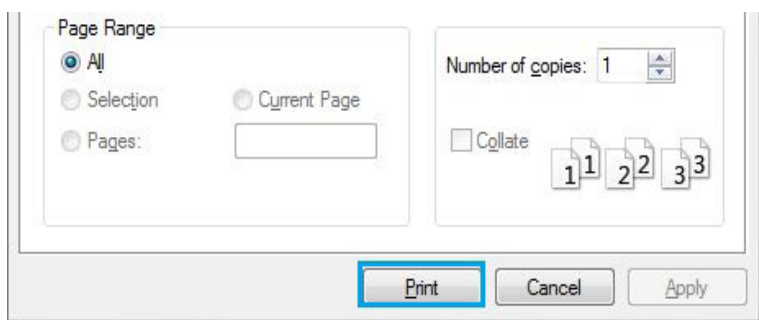 Page Range
All
Selection
Current Page
Pages:
Number of copies: 1
Collate
1 1 2 2 3 3
Print Cancel Apply